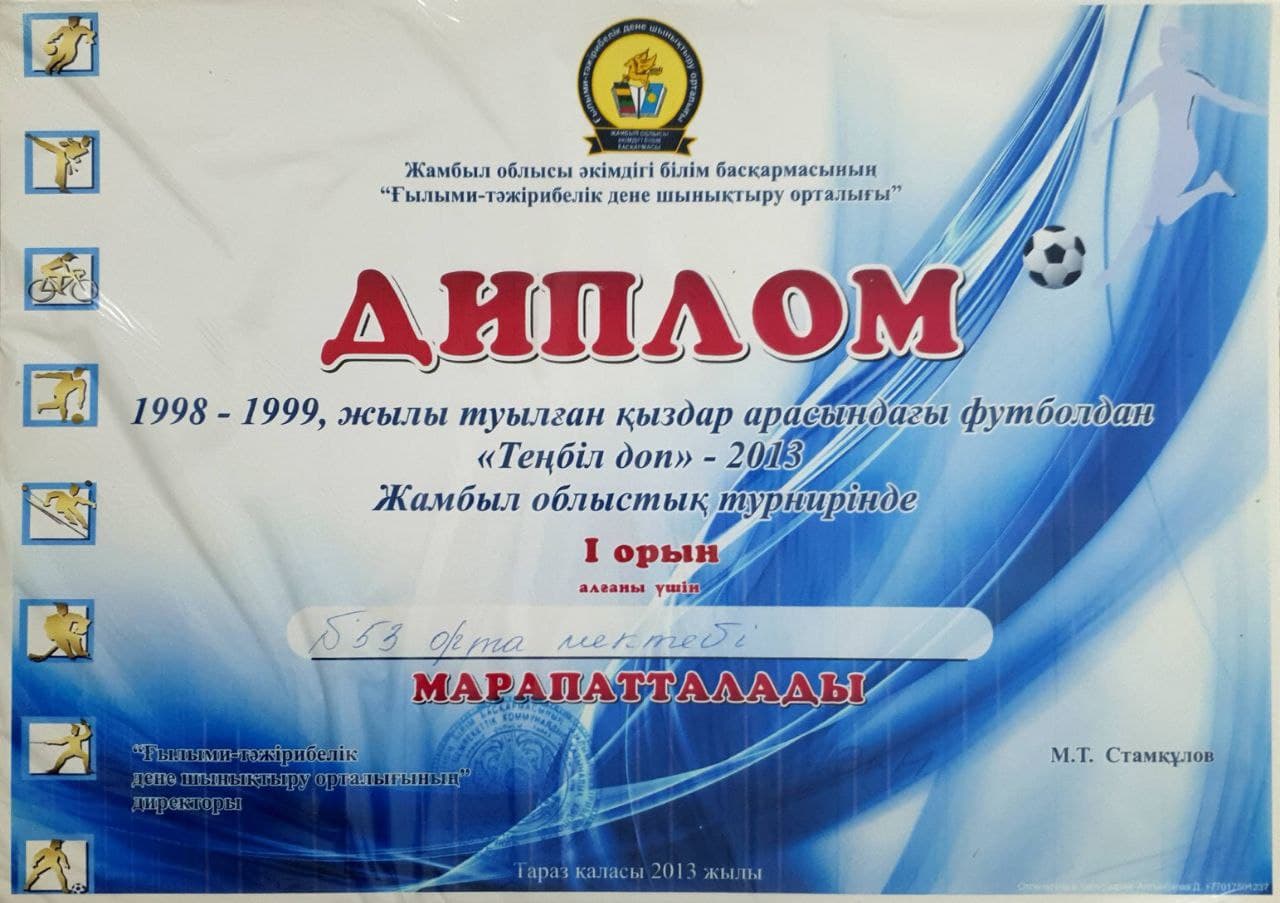 Ғылыми-тәжірибелік дене шынықтыру орталығы
ЖАМБЫЛ ОБЛЫСЫ
ӘКІМДІГІ БІЛІМ
БАСҚАРМАСЫ
Жамбыл облысы әкімдігі білім басқармасының
“Ғылыми-тәжірибелік дене шынықтыру орталығы”
ДИПЛОМ
1998 - 1999, жылы туылған қыздар арасындағы футболдан
«Теңбіл доп» - 2013
Жамбыл облыстық турнирінде
I орын
алғаны үшін
№53 орта мектебі
МАРАПАТТАЛАДЫ
“Ғылыми-тәжірибелік
дене шынықтыру орталығының”
директоры
М.Т. Стамқұлов
Тараз қаласы 2013 жылы